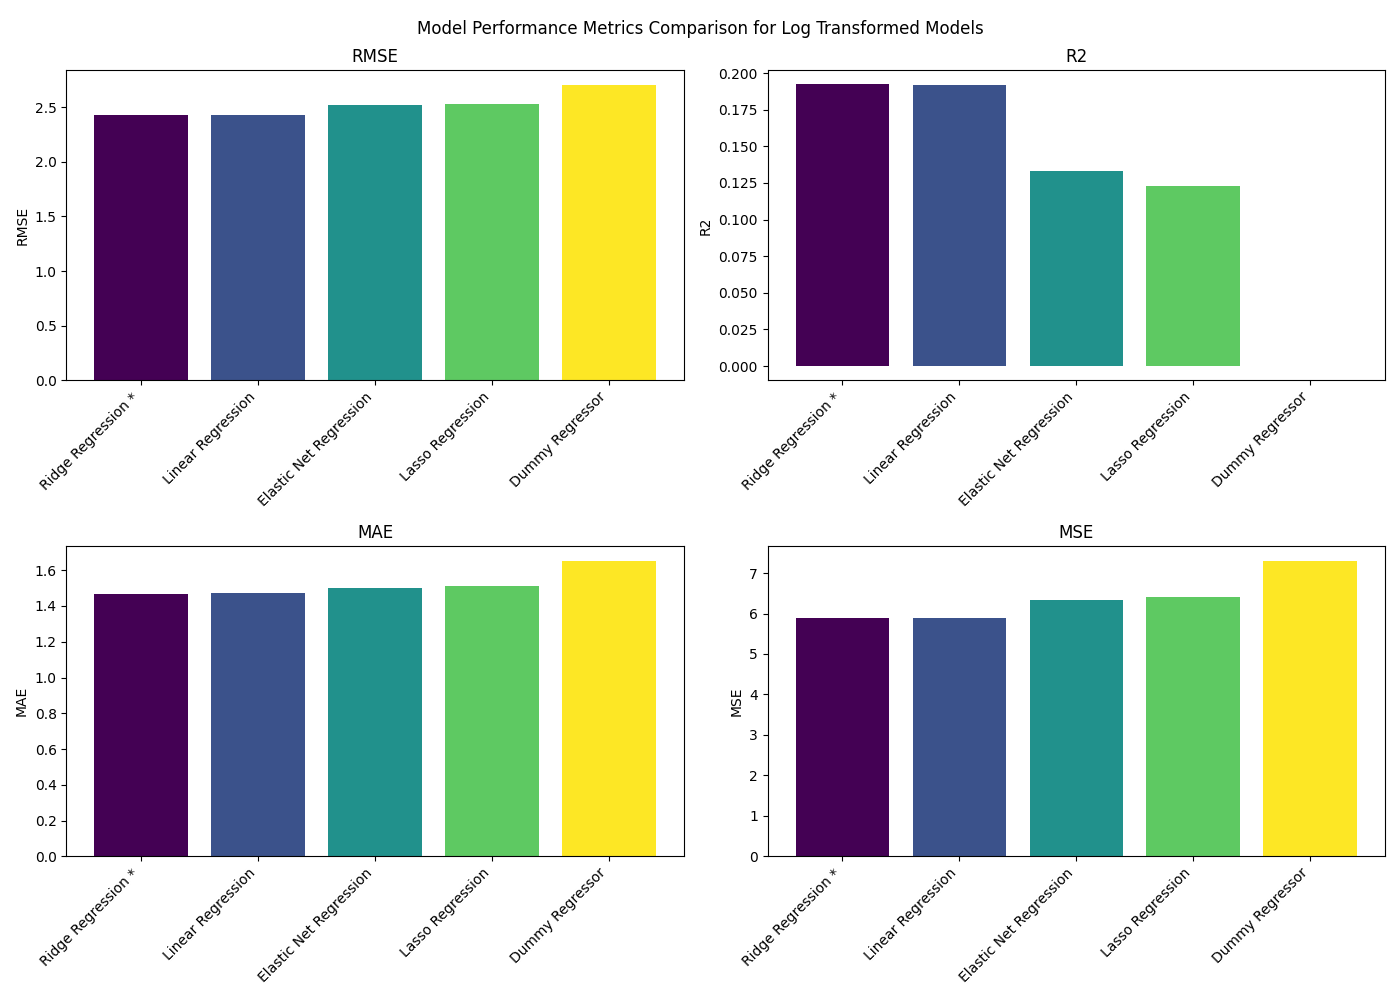 Model Performance Metrics Comparison for Log Transformed Models
RMSE
2.5
2.0
1.5
1.0
0.5
0.0
RMSE
Ridge Regression *
Linear Regression
Elastic Net Regression
Lasso Regression
Dummy Regressor
R2
0.200
0.175
0.150
0.125
0.100
0.075
0.050
0.025
0.000
R2
Ridge Regression *
Linear Regression
Elastic Net Regression
Lasso Regression
Dummy Regressor
MAE
1.6
1.4
1.2
1.0
0.8
0.6
0.4
0.2
0.0
MAE
Ridge Regression *
Linear Regression
Elastic Net Regression
Lasso Regression
Dummy Regressor
MSE
7
6
5
4
3
2
1
0
MSE
Ridge Regression *
Linear Regression
Elastic Net Regression
Lasso Regression
Dummy Regressor